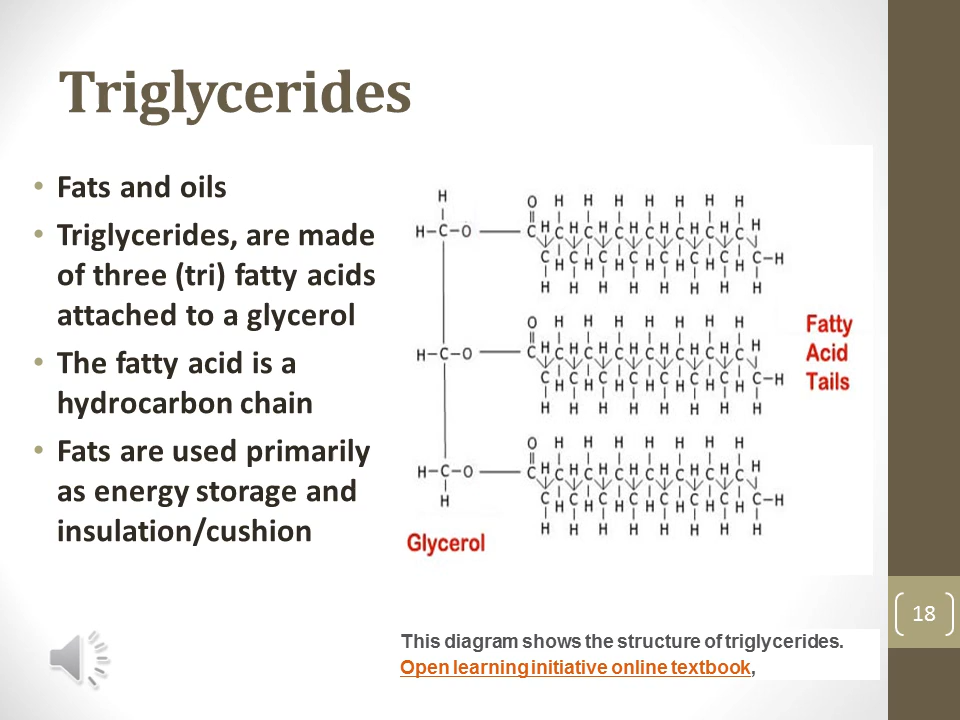 Triglycerides
• Fats and oils
• Triglycerides, are made
of three (tri) fatty acids
attached to a glycerol
• The fatty acid is a
hydrocarbon chain
• Fats are used primarily
as energy storage and
insulation/cushion
H
H-C-O
H-C-O
H-C-O
H
Glycerol
Fatty
Acid
Tails
18
This diagram shows the structure of triglycerides.
Open learning initiative online textbook,